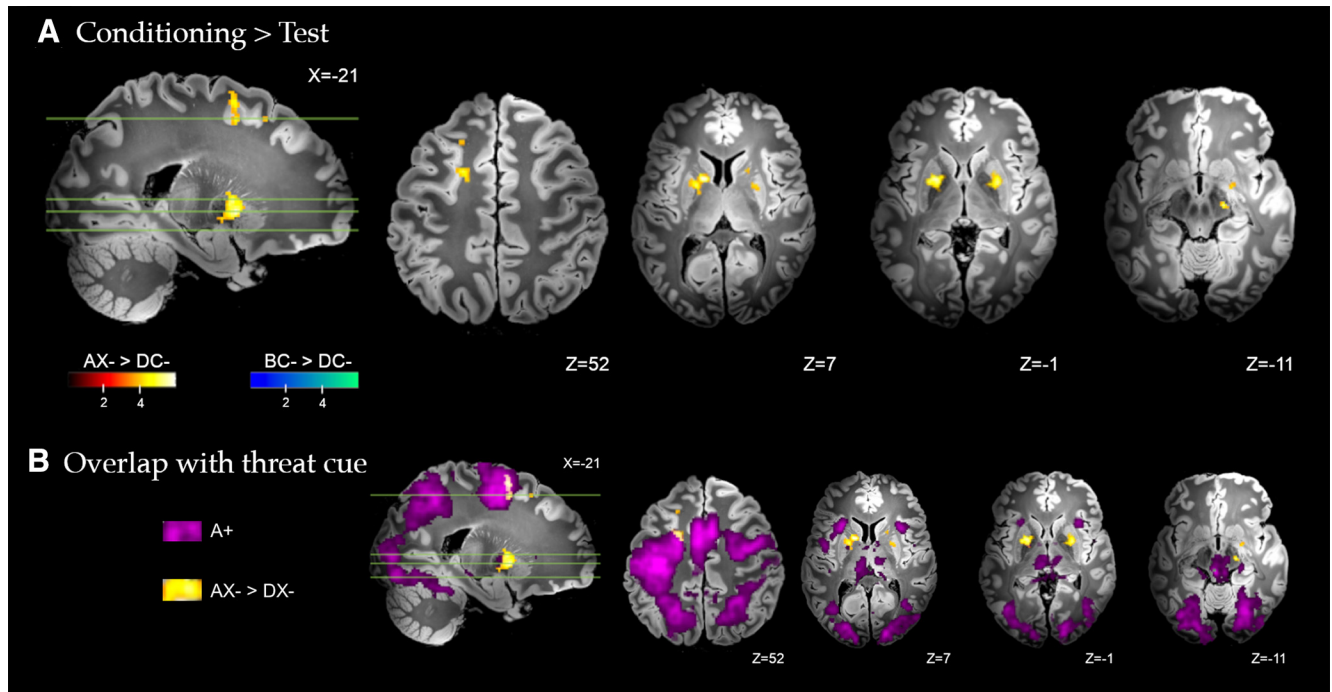 A Conditioning > Test
X=-21
Z=52
Z=7
Z=-1
Z=-11
AX- > DC-
2 4
BC- > DC-
2 4
B Overlap with threat cue
A+
AX- > DX-
X=-21
Z=52
Z=7
Z=-1
Z=-11